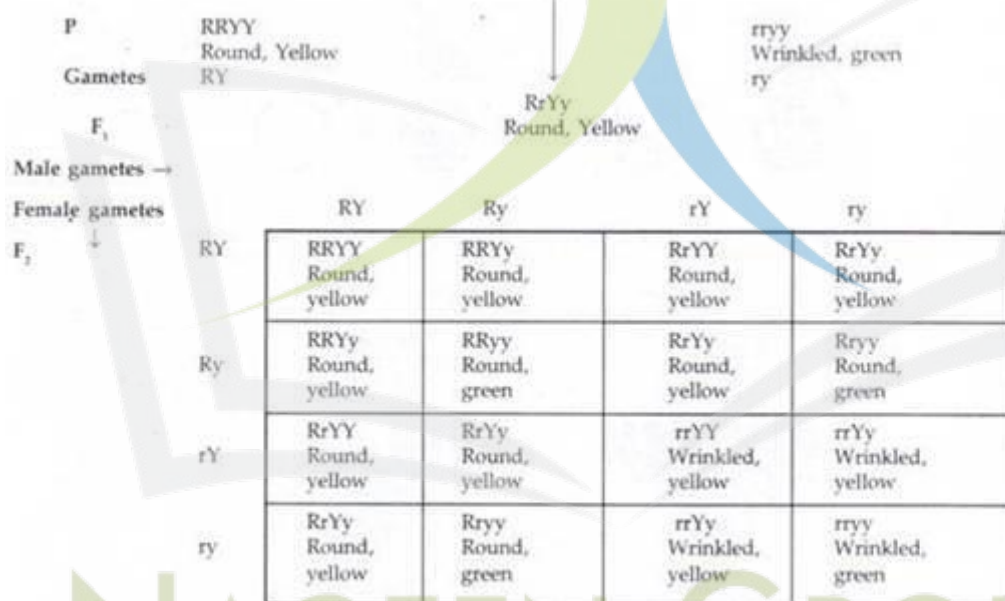 P RRYY rryy
Round, Yellow Wrinkled, green
Gametes RY ry
RrYy
F₁ Round, Yellow
Male gametes →
Female gametes RY Ry rY ry
↓
F₂ RY RRYY RRYy RrYY RrYy
Round, Round, Round, Round,
yellow yellow yellow yellow
RRYy RRyy RrYy Rryy
Ry Round, Round, Round, Round,
yellow green yellow green
RrYY RrYy rrYY rrYy
rY Round, Round, Wrinkled, Wrinkled,
yellow yellow yellow yellow
RrYy Rryy rrYy rryy
ry Round, Round, Wrinkled, Wrinkled,
yellow green yellow green